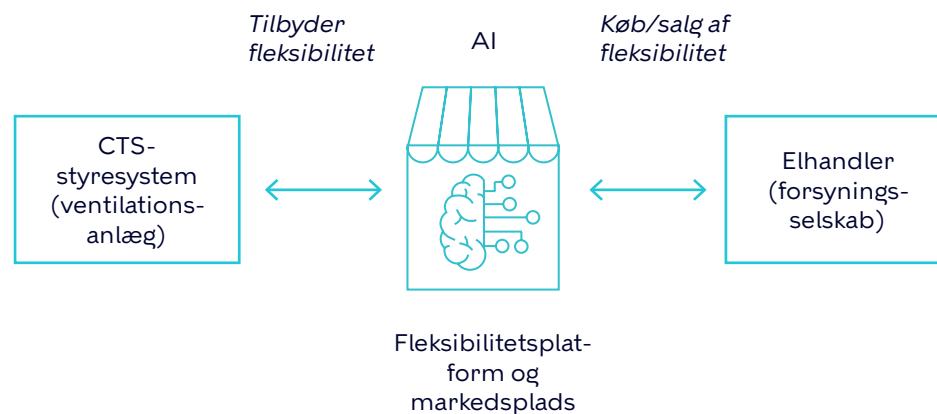 Tilbyder
fleksibilitet
AI
Køb/salg af
fleksibilitet
CTS-
styresystem
(ventilations-
anlæg)
Elhandler
(forsynings-
selskab)
Fleksibilitetsplat-
form og
markedsplads